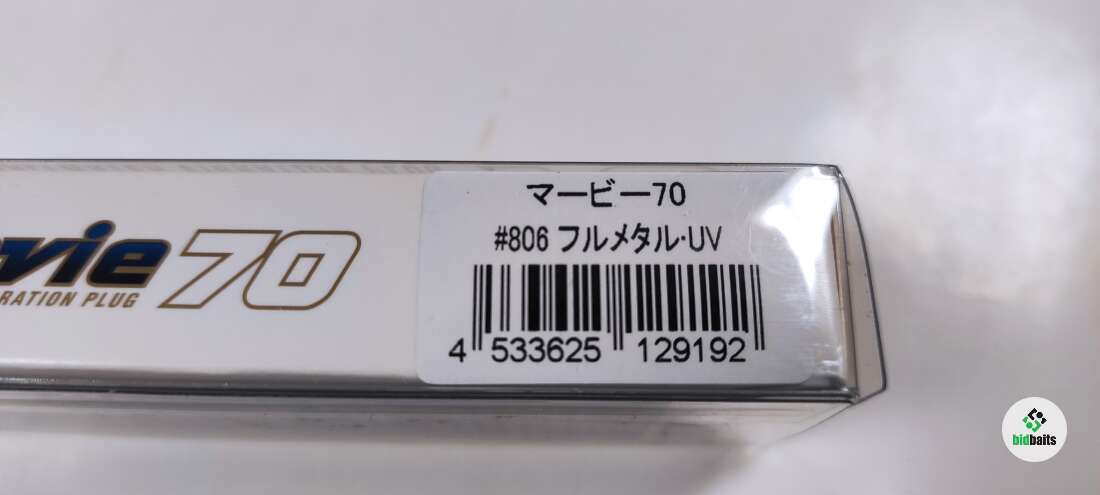 マービー70
#806 フルメタル・UV
4 533625 129192
vie 70
RATION PLUG
bidbaits